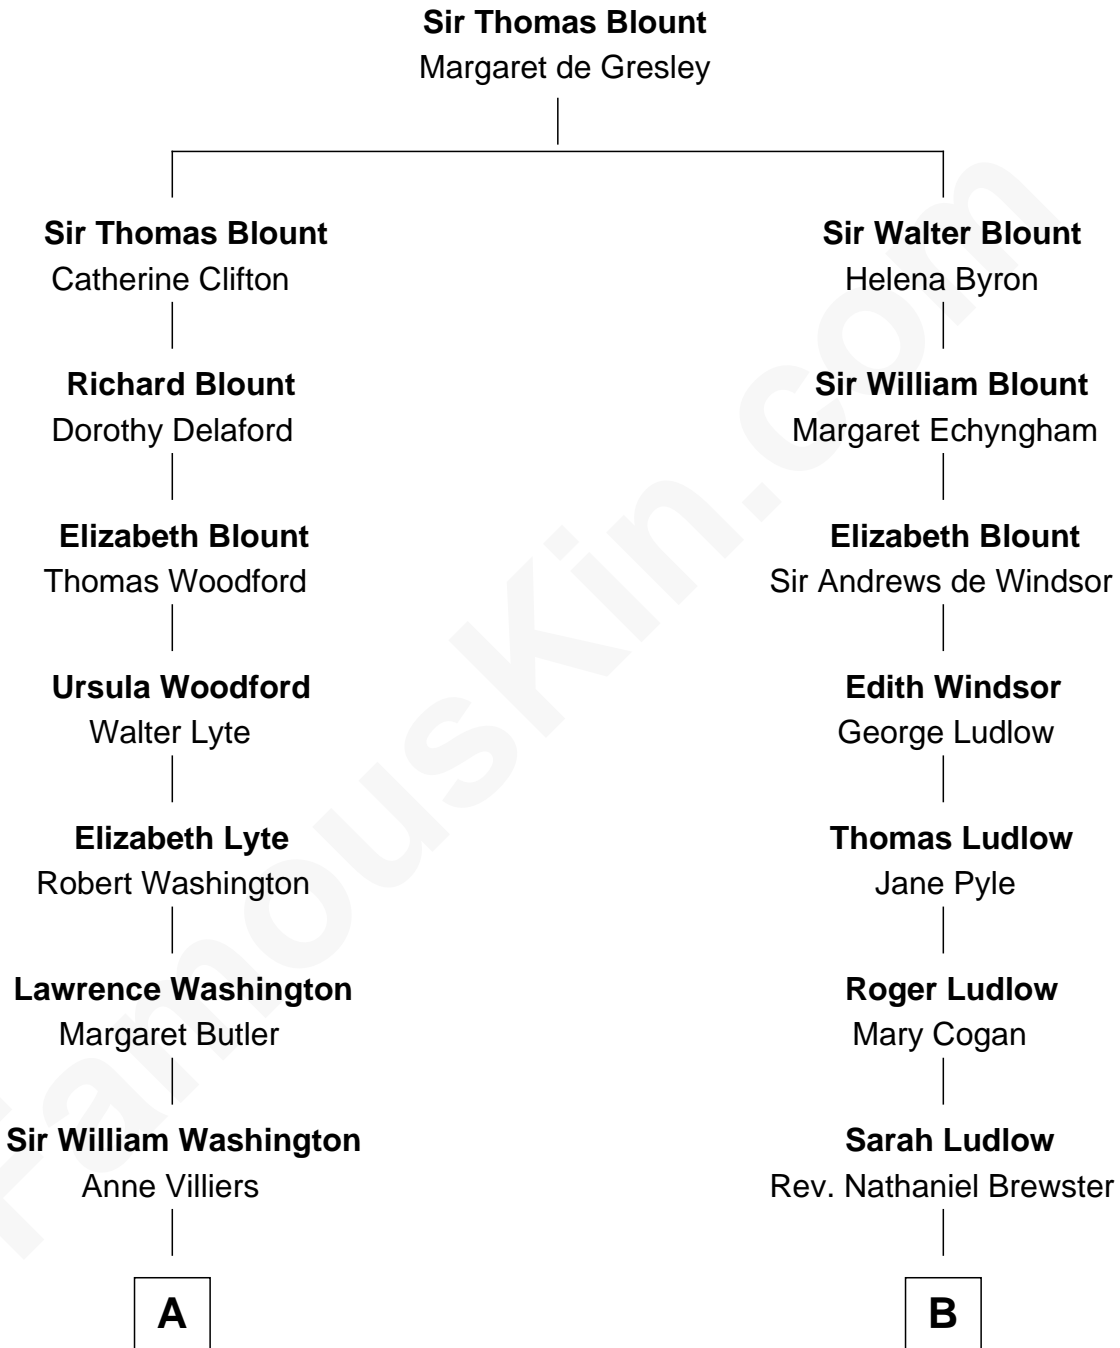 Sir Thomas Blount
Margaret de Gresley
Sir Thomas Blount
Catherine Clifton
Sir Walter Blount
Helena Byron
Richard Blount
Dorothy Delaford
Sir William Blount
Margaret Echyngham
Elizabeth Blount
Thomas Woodford
Elizabeth Blount
Sir Andrews de Windsor
Ursula Woodford
Walter Lyte
Edith Windsor
George Ludlow
Elizabeth Lyte
Robert Washington
Thomas Ludlow
Jane Pyle
Lawrence Washington
Margaret Butler
Roger Ludlow
Mary Cogan
Sir William Washington
Anne Villiers
Sarah Ludlow
Rev. Nathaniel Brewster
A
B
FamousKin.com